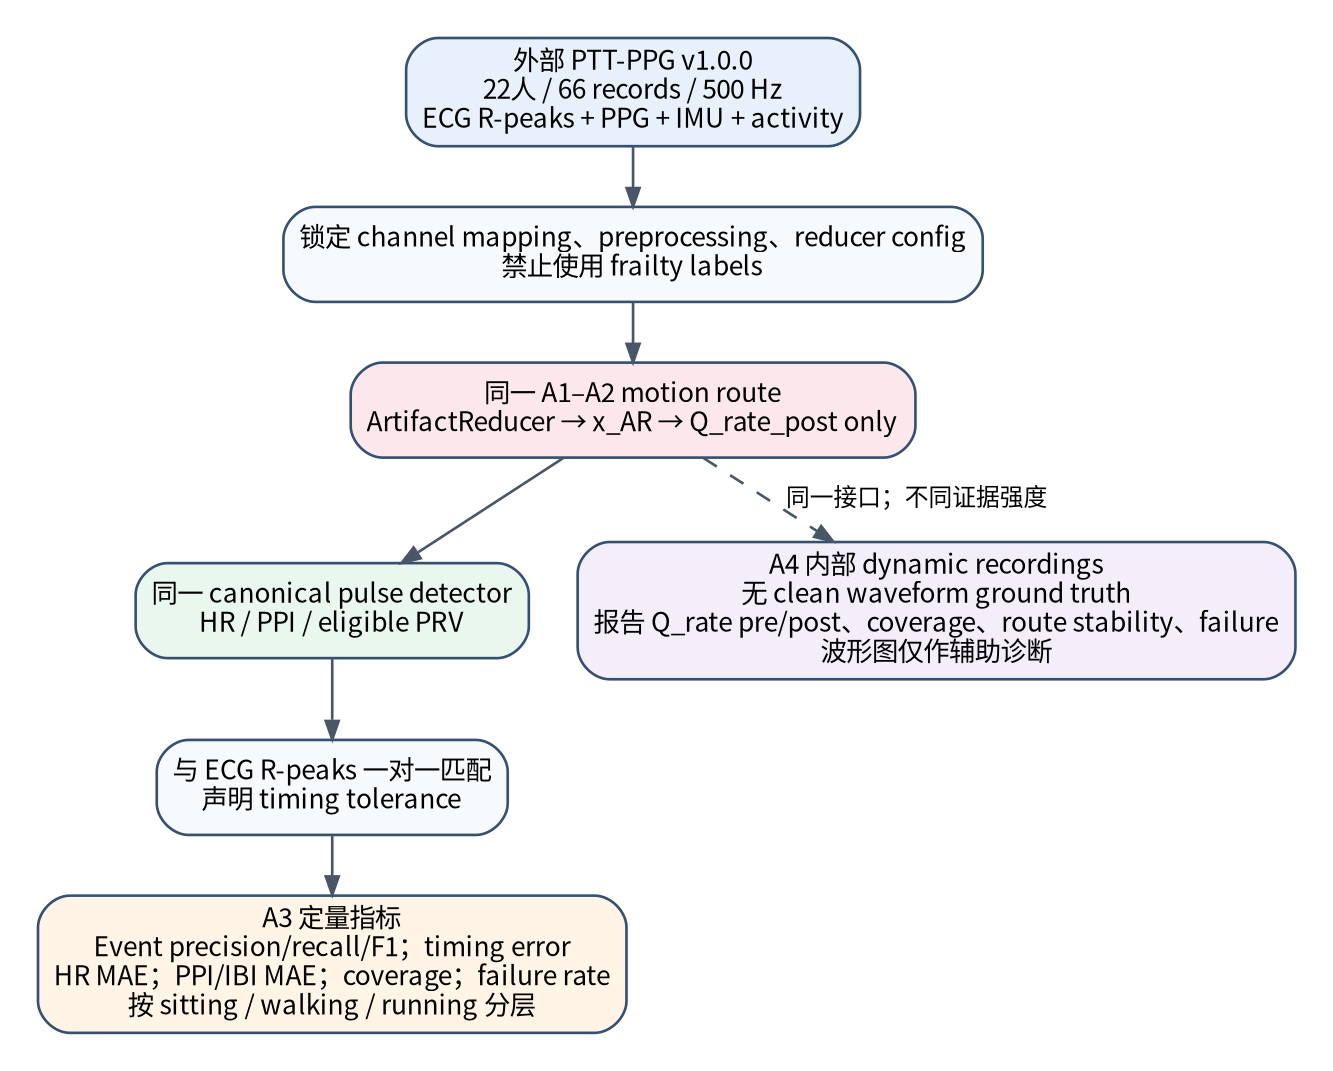 外部 PTT-PPG v1.0.0
22人 / 66 records / 500 Hz
ECG R-peaks + PPG + IMU + activity
锁定 channel mapping、preprocessing、reducer config
禁止使用 frailty labels
同一 A1–A2 motion route
ArtifactReducer → x_AR → Q_rate_post only
同一接口；不同证据强度
同一 canonical pulse detector
HR / PPI / eligible PRV
A4 内部 dynamic recordings
无 clean waveform ground truth
报告 Q_rate pre/post、coverage、route stability、failure
波形图仅作辅助诊断
与 ECG R-peaks 一对一匹配
声明 timing tolerance
A3 定量指标
Event precision/recall/F1；timing error
HR MAE；PPI/IBI MAE；coverage；failure rate
按 sitting / walking / running 分层